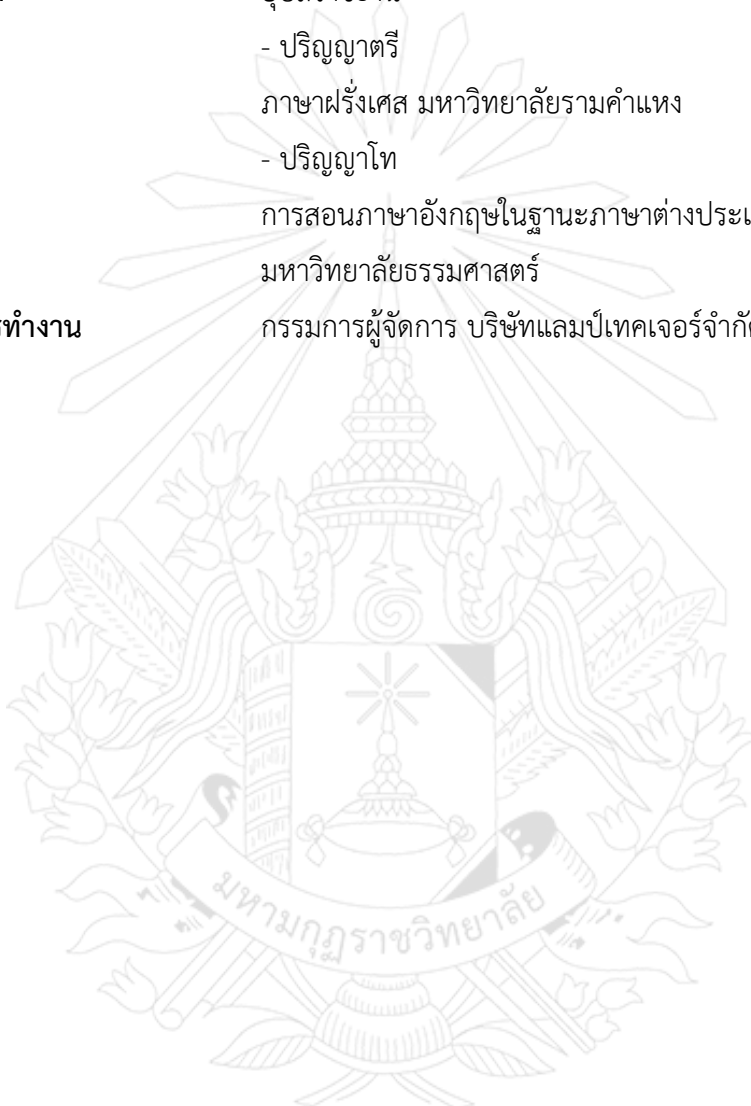 - ปริญญาตรี
ภาษาฝรั่งเศส มหาวิทยาลัยรามคำแหง
- ปริญญาโท
การสอนภาษาอังกฤษในฐานะภาษาต่างประเ
มหาวิทยาลัยธรรมศาสตร์
รทำงาน กรรมการผู้จัดการ บริษัทแลมป์เทคเจอร์จำกัด
มหามกุฏราชวิทยาลัย